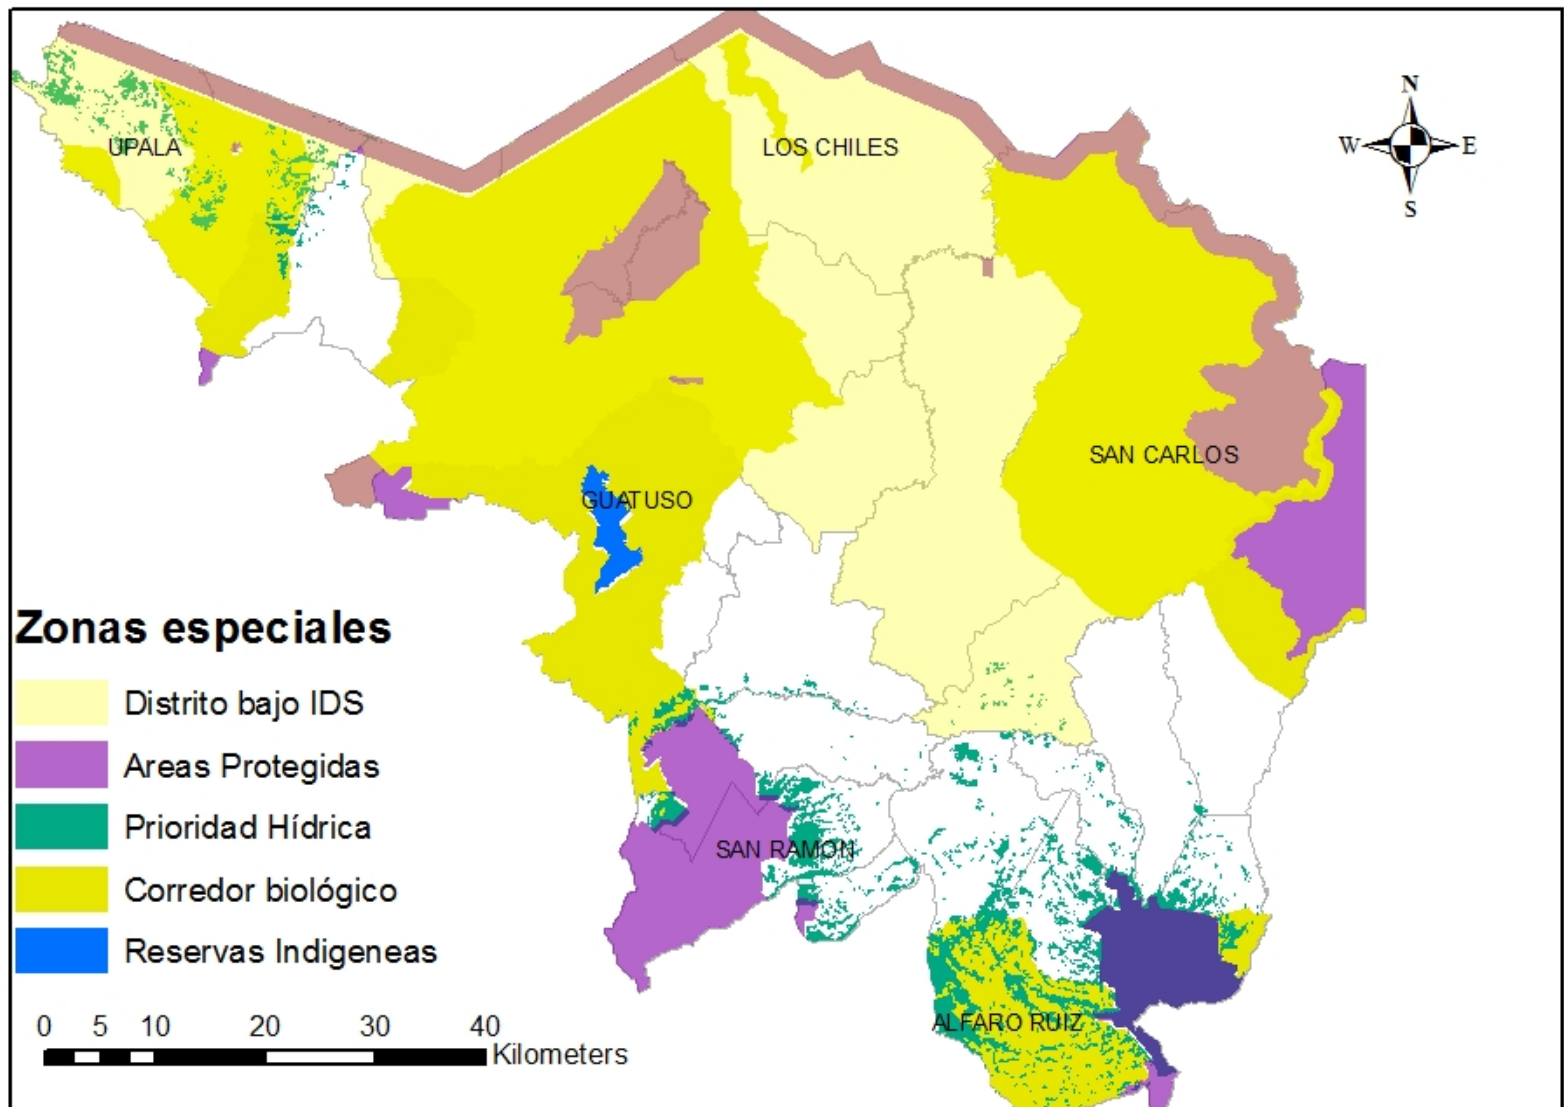 N
W E
S
UPALA
LOS CHILES
SAN CARLOS
GUATUSO
SAN RAMON
ALFARO RUIZ
Zonas especiales
Distrito bajo IDS
Areas Protegidas
Prioridad Hídrica
Corredor biológico
Reservas Indigeneas
0 5 10 20 30 40
Kilometers